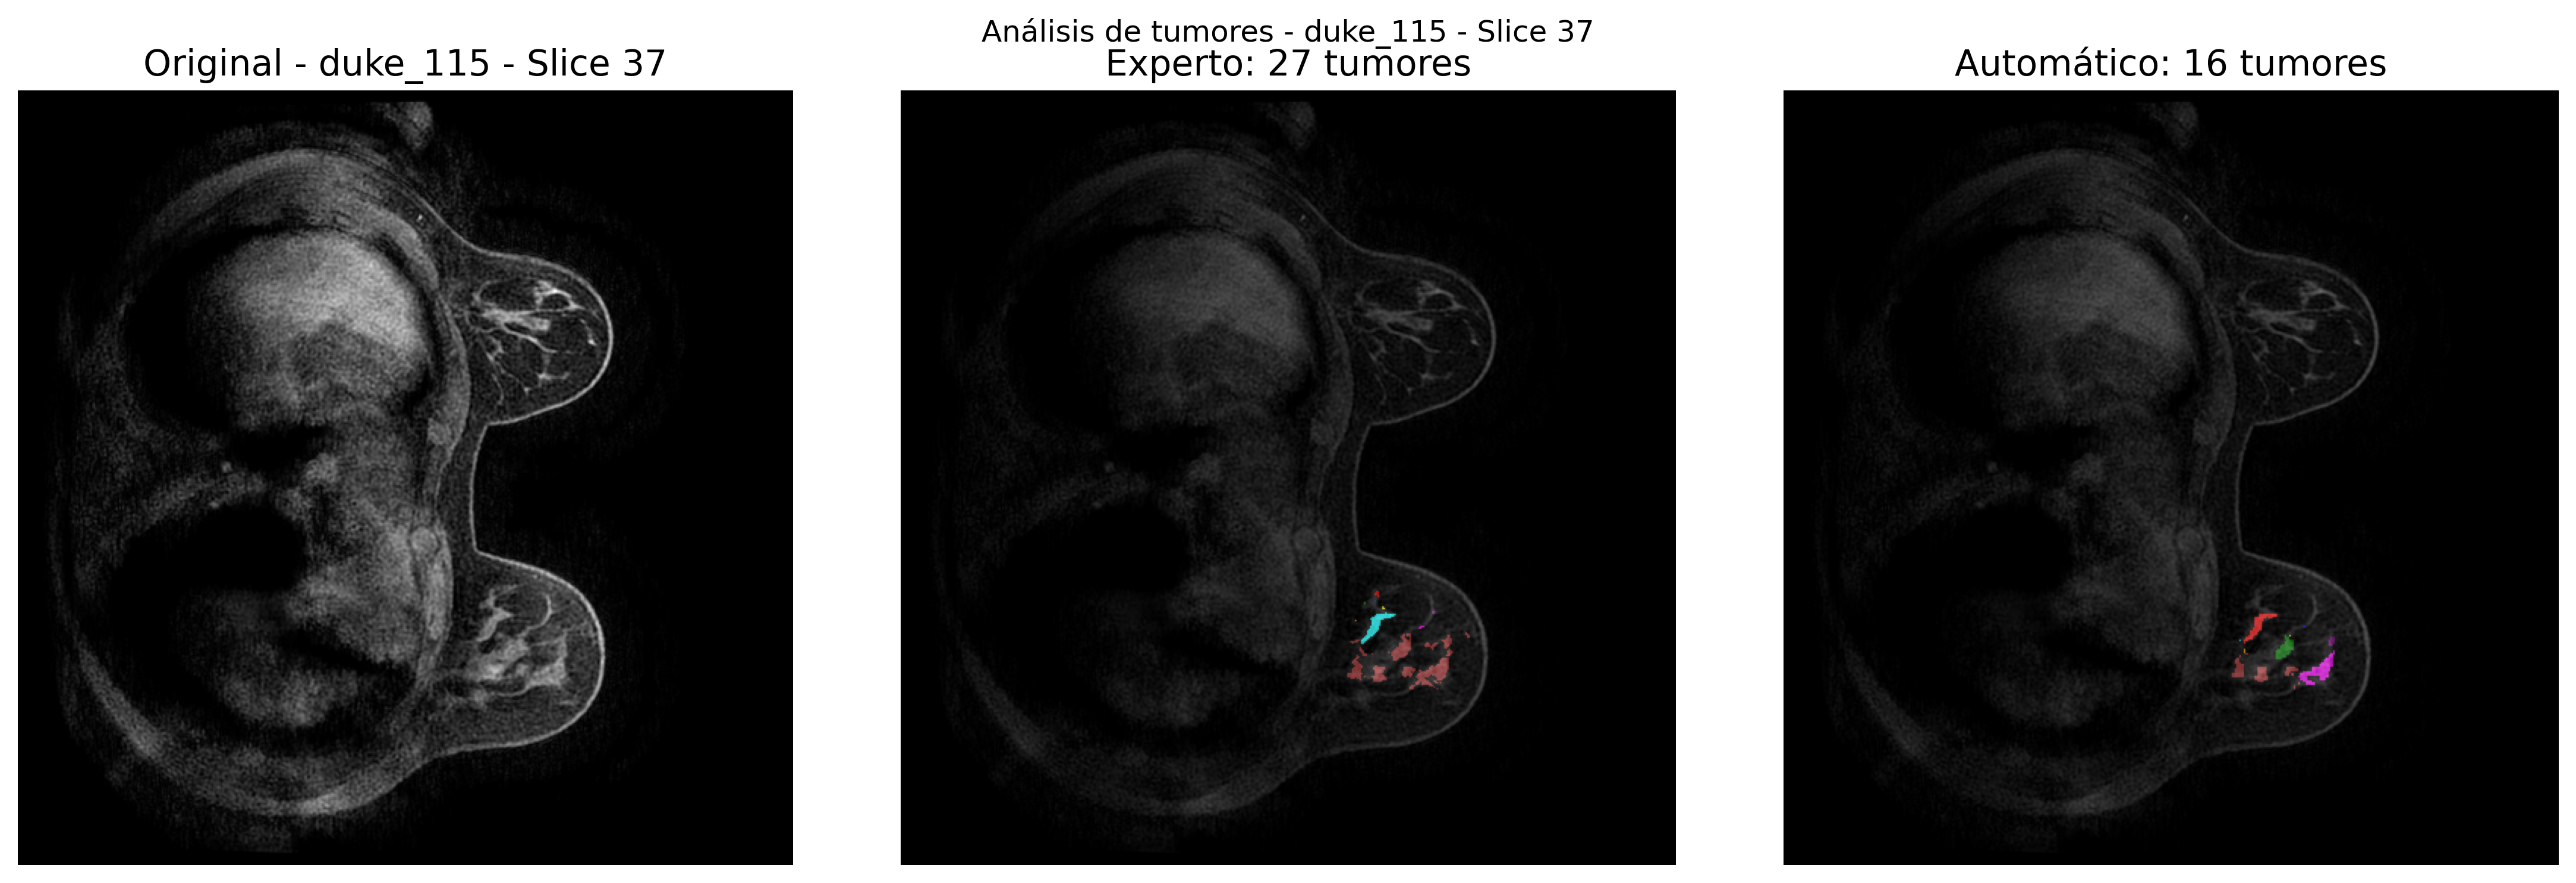 Análisis de tumores - duke_115 - Slice 37
Original - duke_115 - Slice 37
Experto: 27 tumores
Automático: 16 tumores